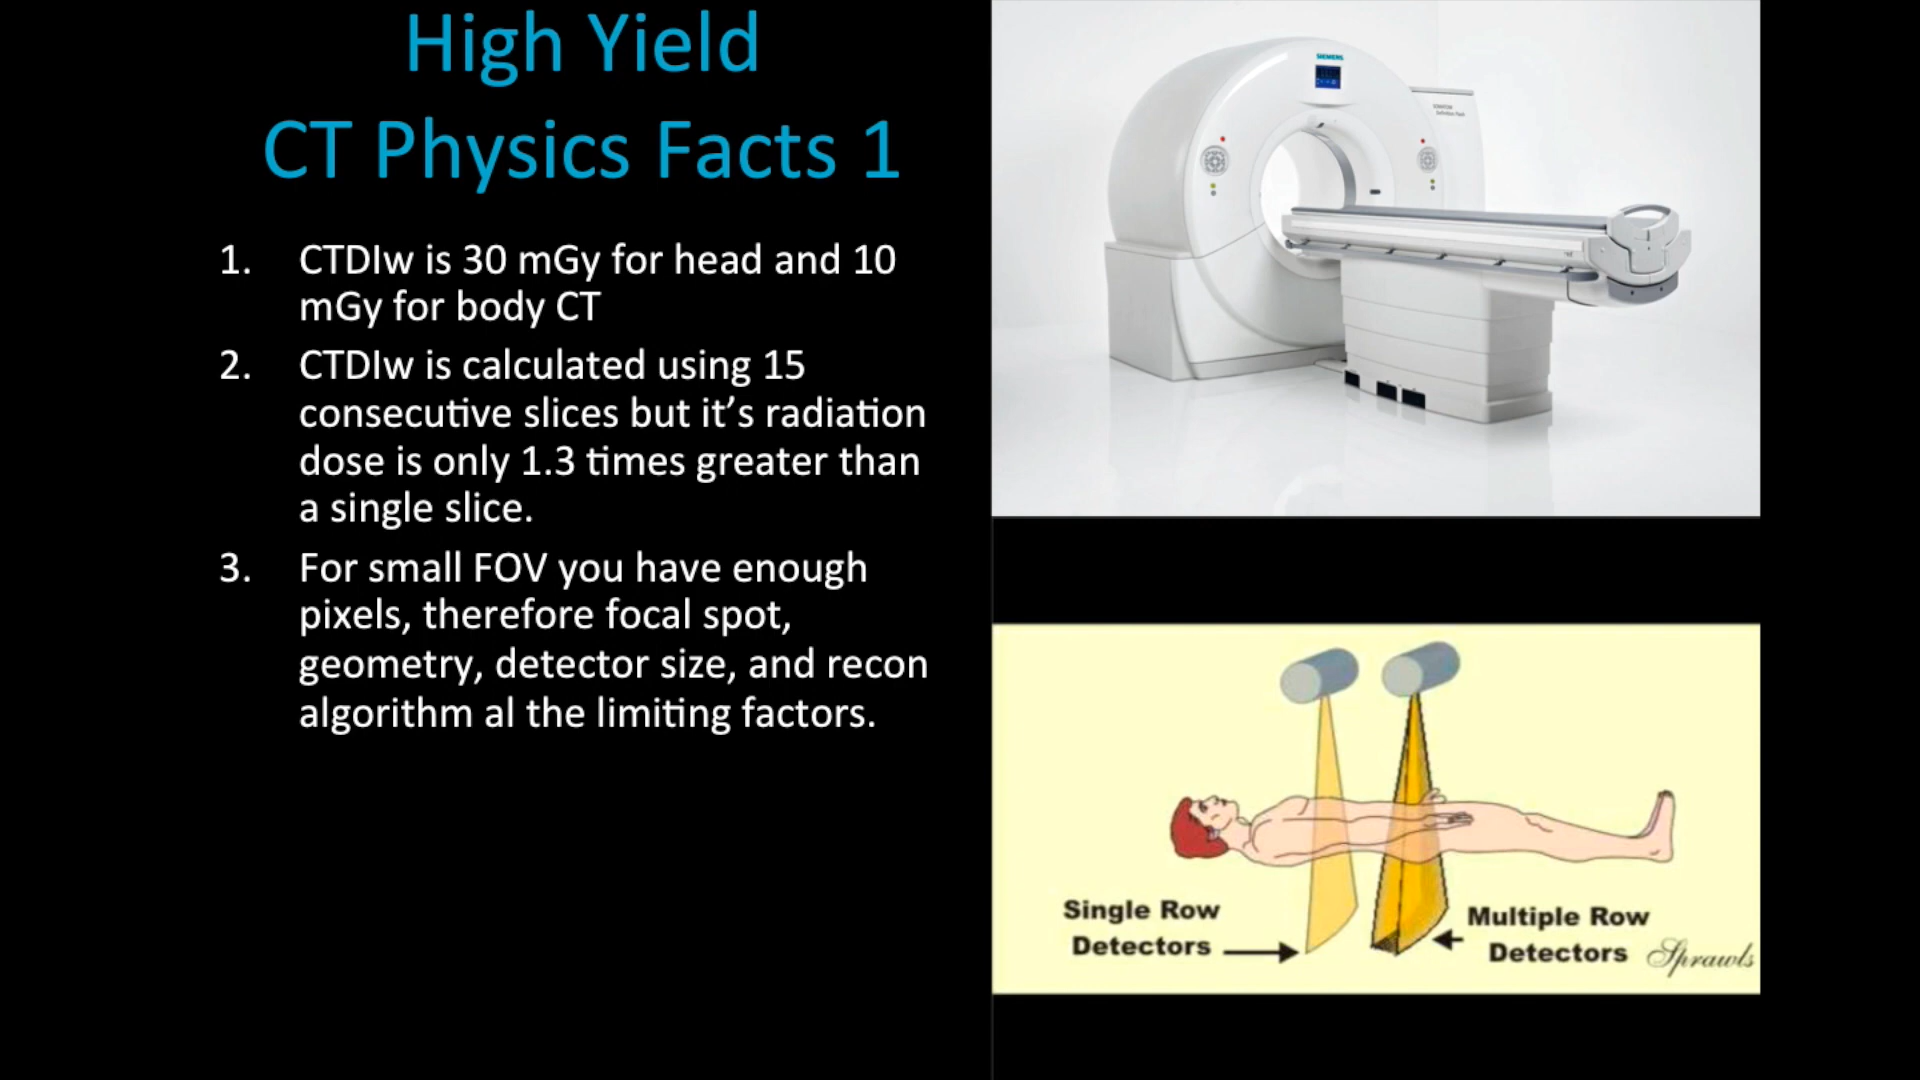 High Yield
CT Physics Facts 1
1. CTDIw is 30 mGy for head and 10
mGy for body CT
2. CTDIw is calculated using 15
consecutive slices but it’s radiation
dose is only 1.3 times greater than
a single slice.
3. For small FOV you have enough
pixels, therefore focal spot,
geometry, detector size, and recon
algorithm al the limiting factors.
SIEMENS
Single Row
Detectors
Multiple Row
Detectors
Sprawls